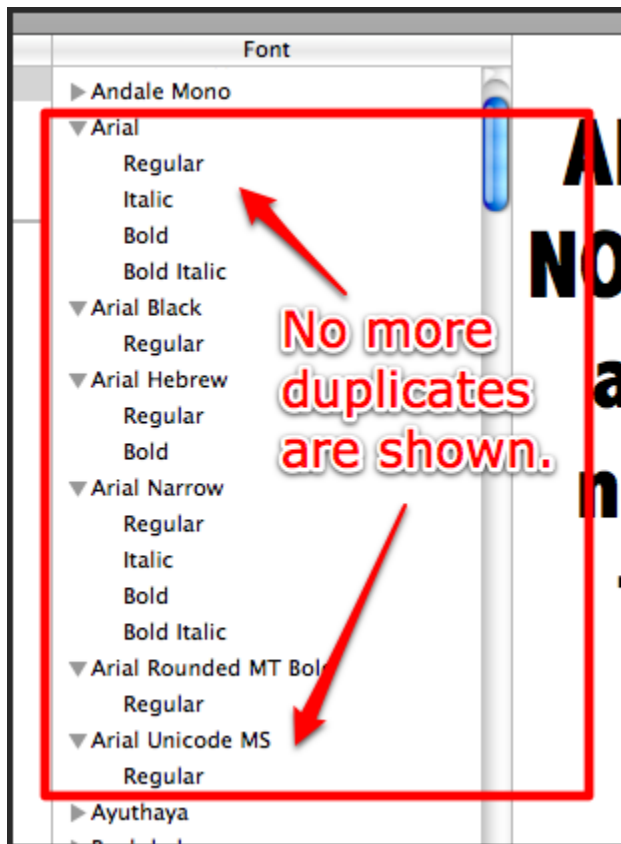 Font
Andale Mono
Arial
Regular
Italic
Bold
Bold Italic
Arial Black
Regular
Arial Hebrew
Regular
Bold
Arial Narrow
Regular
Italic
Bold
Bold Italic
Arial Rounded MT Bold
Regular
Arial Unicode MS
Regular
Ayuthaya
No more
duplicates
are shown.
NO
a
n